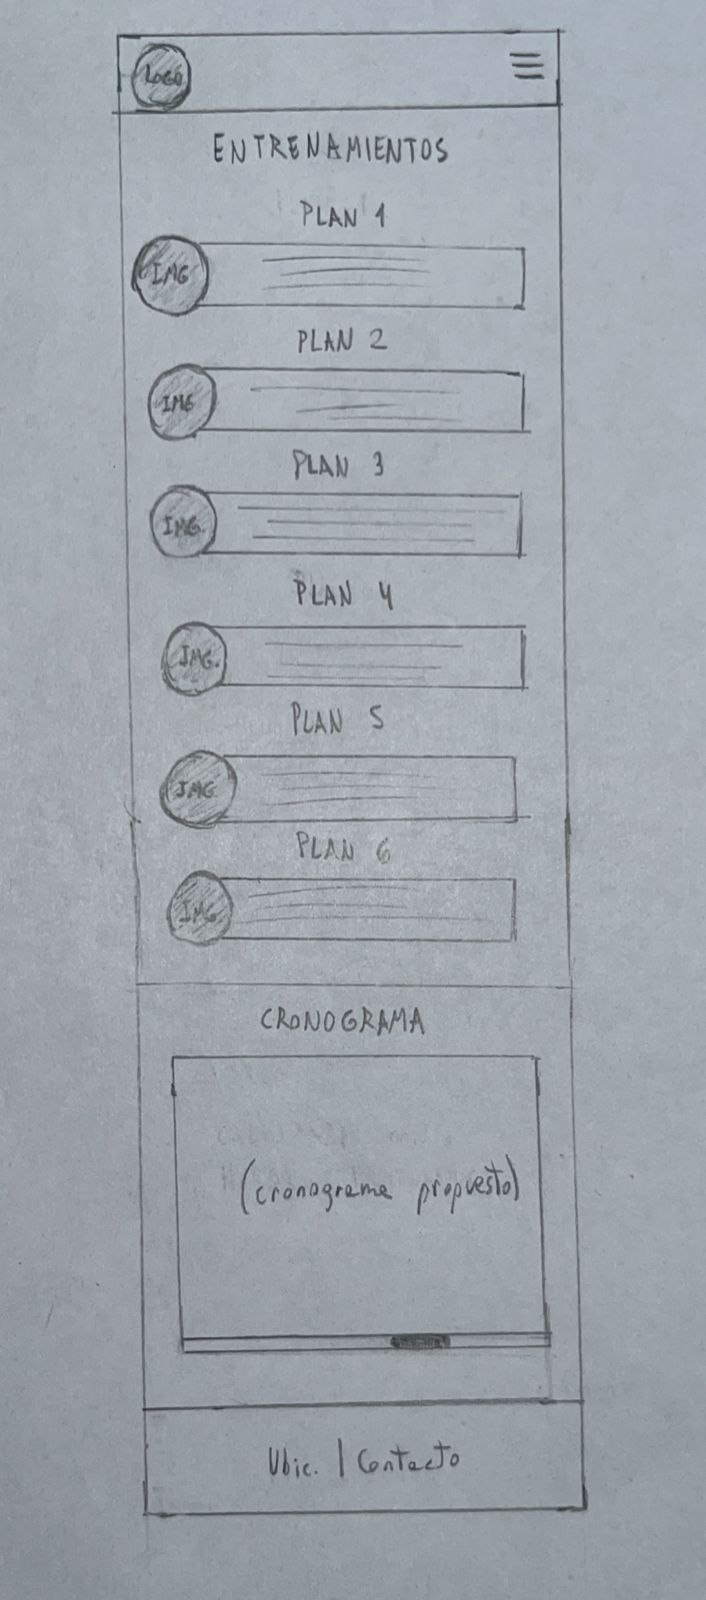 LOGO
ENTRENAMIENTOS
PLAN 1
IMG
PLAN 2
IMG
PLAN 3
IMG.
PLAN 4
IMG.
PLAN 5
IMG
PLAN 6
IMG
CRONOGRAMA
(cronograma propuesto)
Ubic. | Contacto